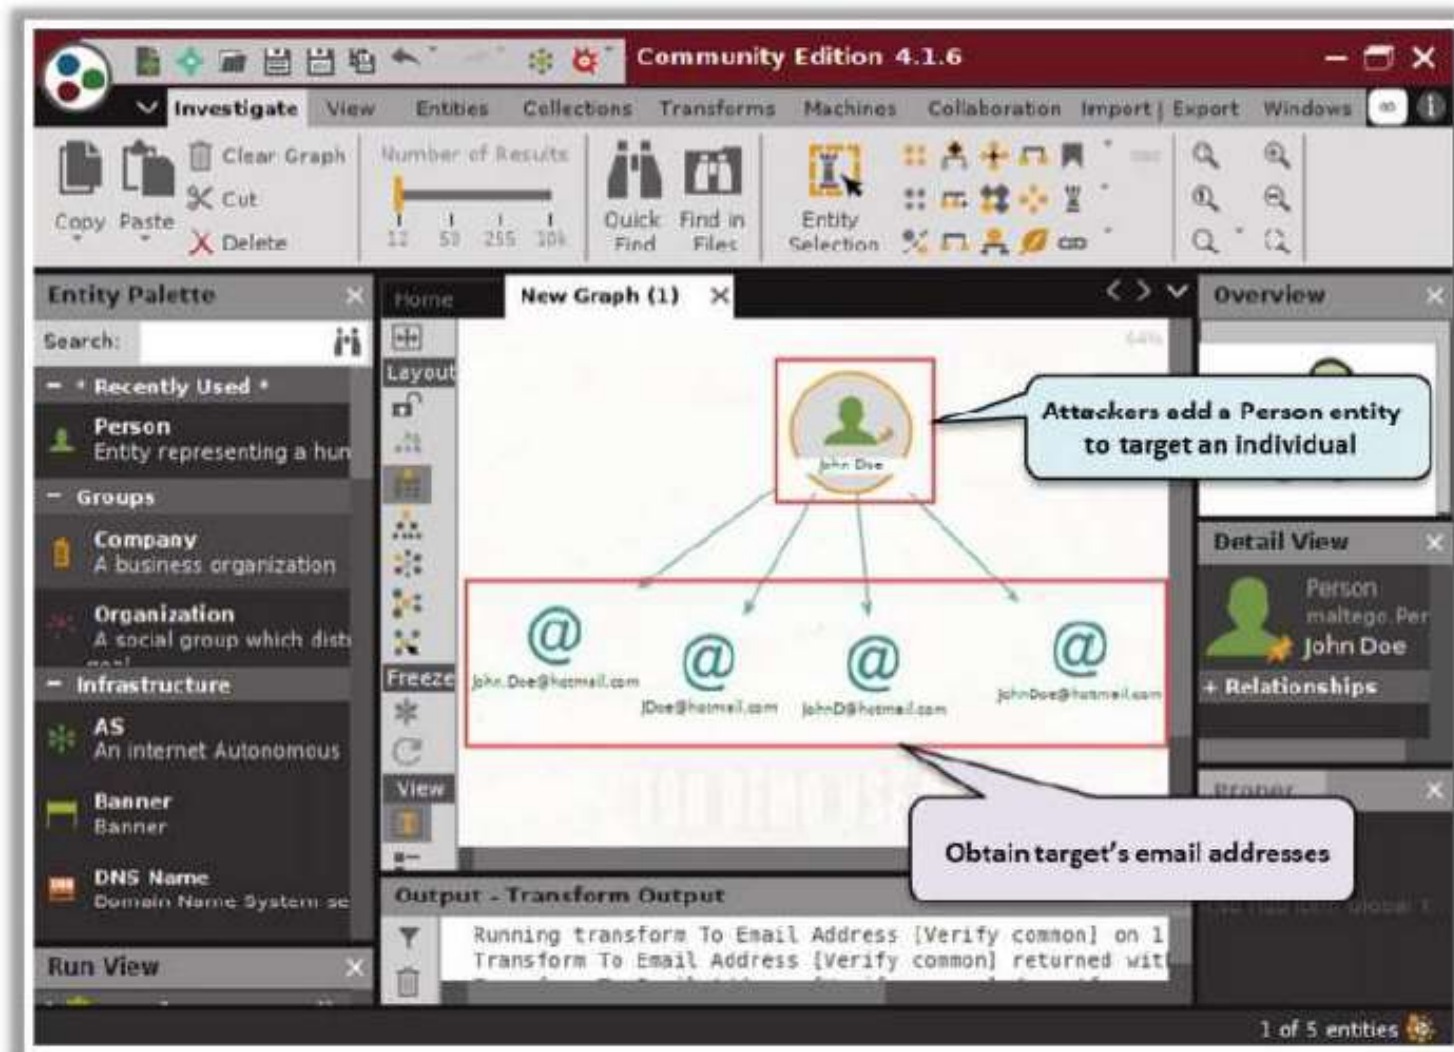 Community Edition 4.1.6
Investigate View Entities Collections Transforms Machines Collaboration Import | Export Windows
Clear Graph
Cut
Delete
Copy Paste
Number of Results
12 50 255 10k
Quick Find
Find in Files
Entity Selection
Entity Palette
Search:
* Recently Used *
Person
Entity representing a hun
Groups
Company
A business organization
Organization
A social group which dist
Infrastructure
AS
An internet Autonomous
Banner
Banner
DNS Name
Domain Name System se
Run View
Home
New Graph (1)
Layout
Freeze
View
64%
John Doe
Attackers add a Person entity
to target an individual
John.Doe@hotmail.com
JDoe@hotmail.com
JohnD@hotmail.com
JohnDoe@hotmail.com
Obtain target's email addresses
Output - Transform Output
Running transform To Email Address [Verify common] on 1
Transform To Email Address [Verify common] returned wit
Overview
Detail View
Person
maltego.Per
John Doe
+ Relationships
1 of 5 entities